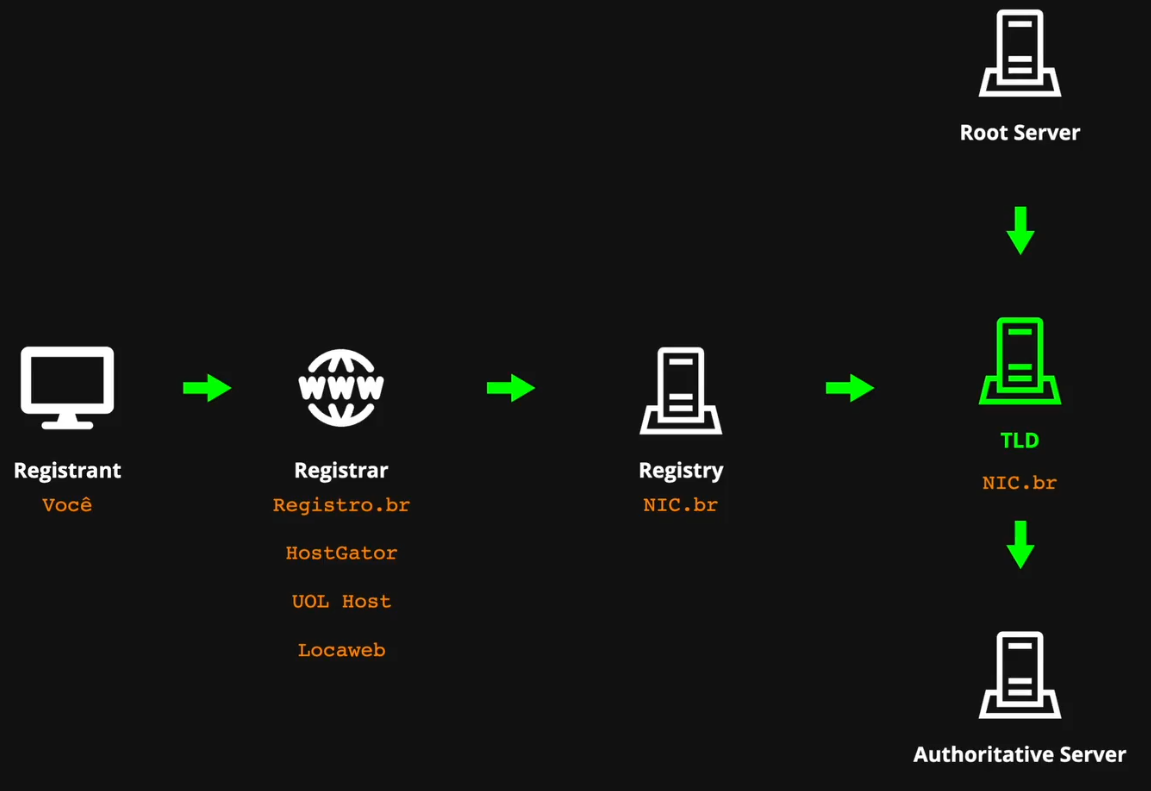 Root Server
www
Registrant
Você
Registrar
Registro.br
HostGator
UOL Host
Locaweb
Registry
NIC.br
TLD
NIC.br
Authoritative Server